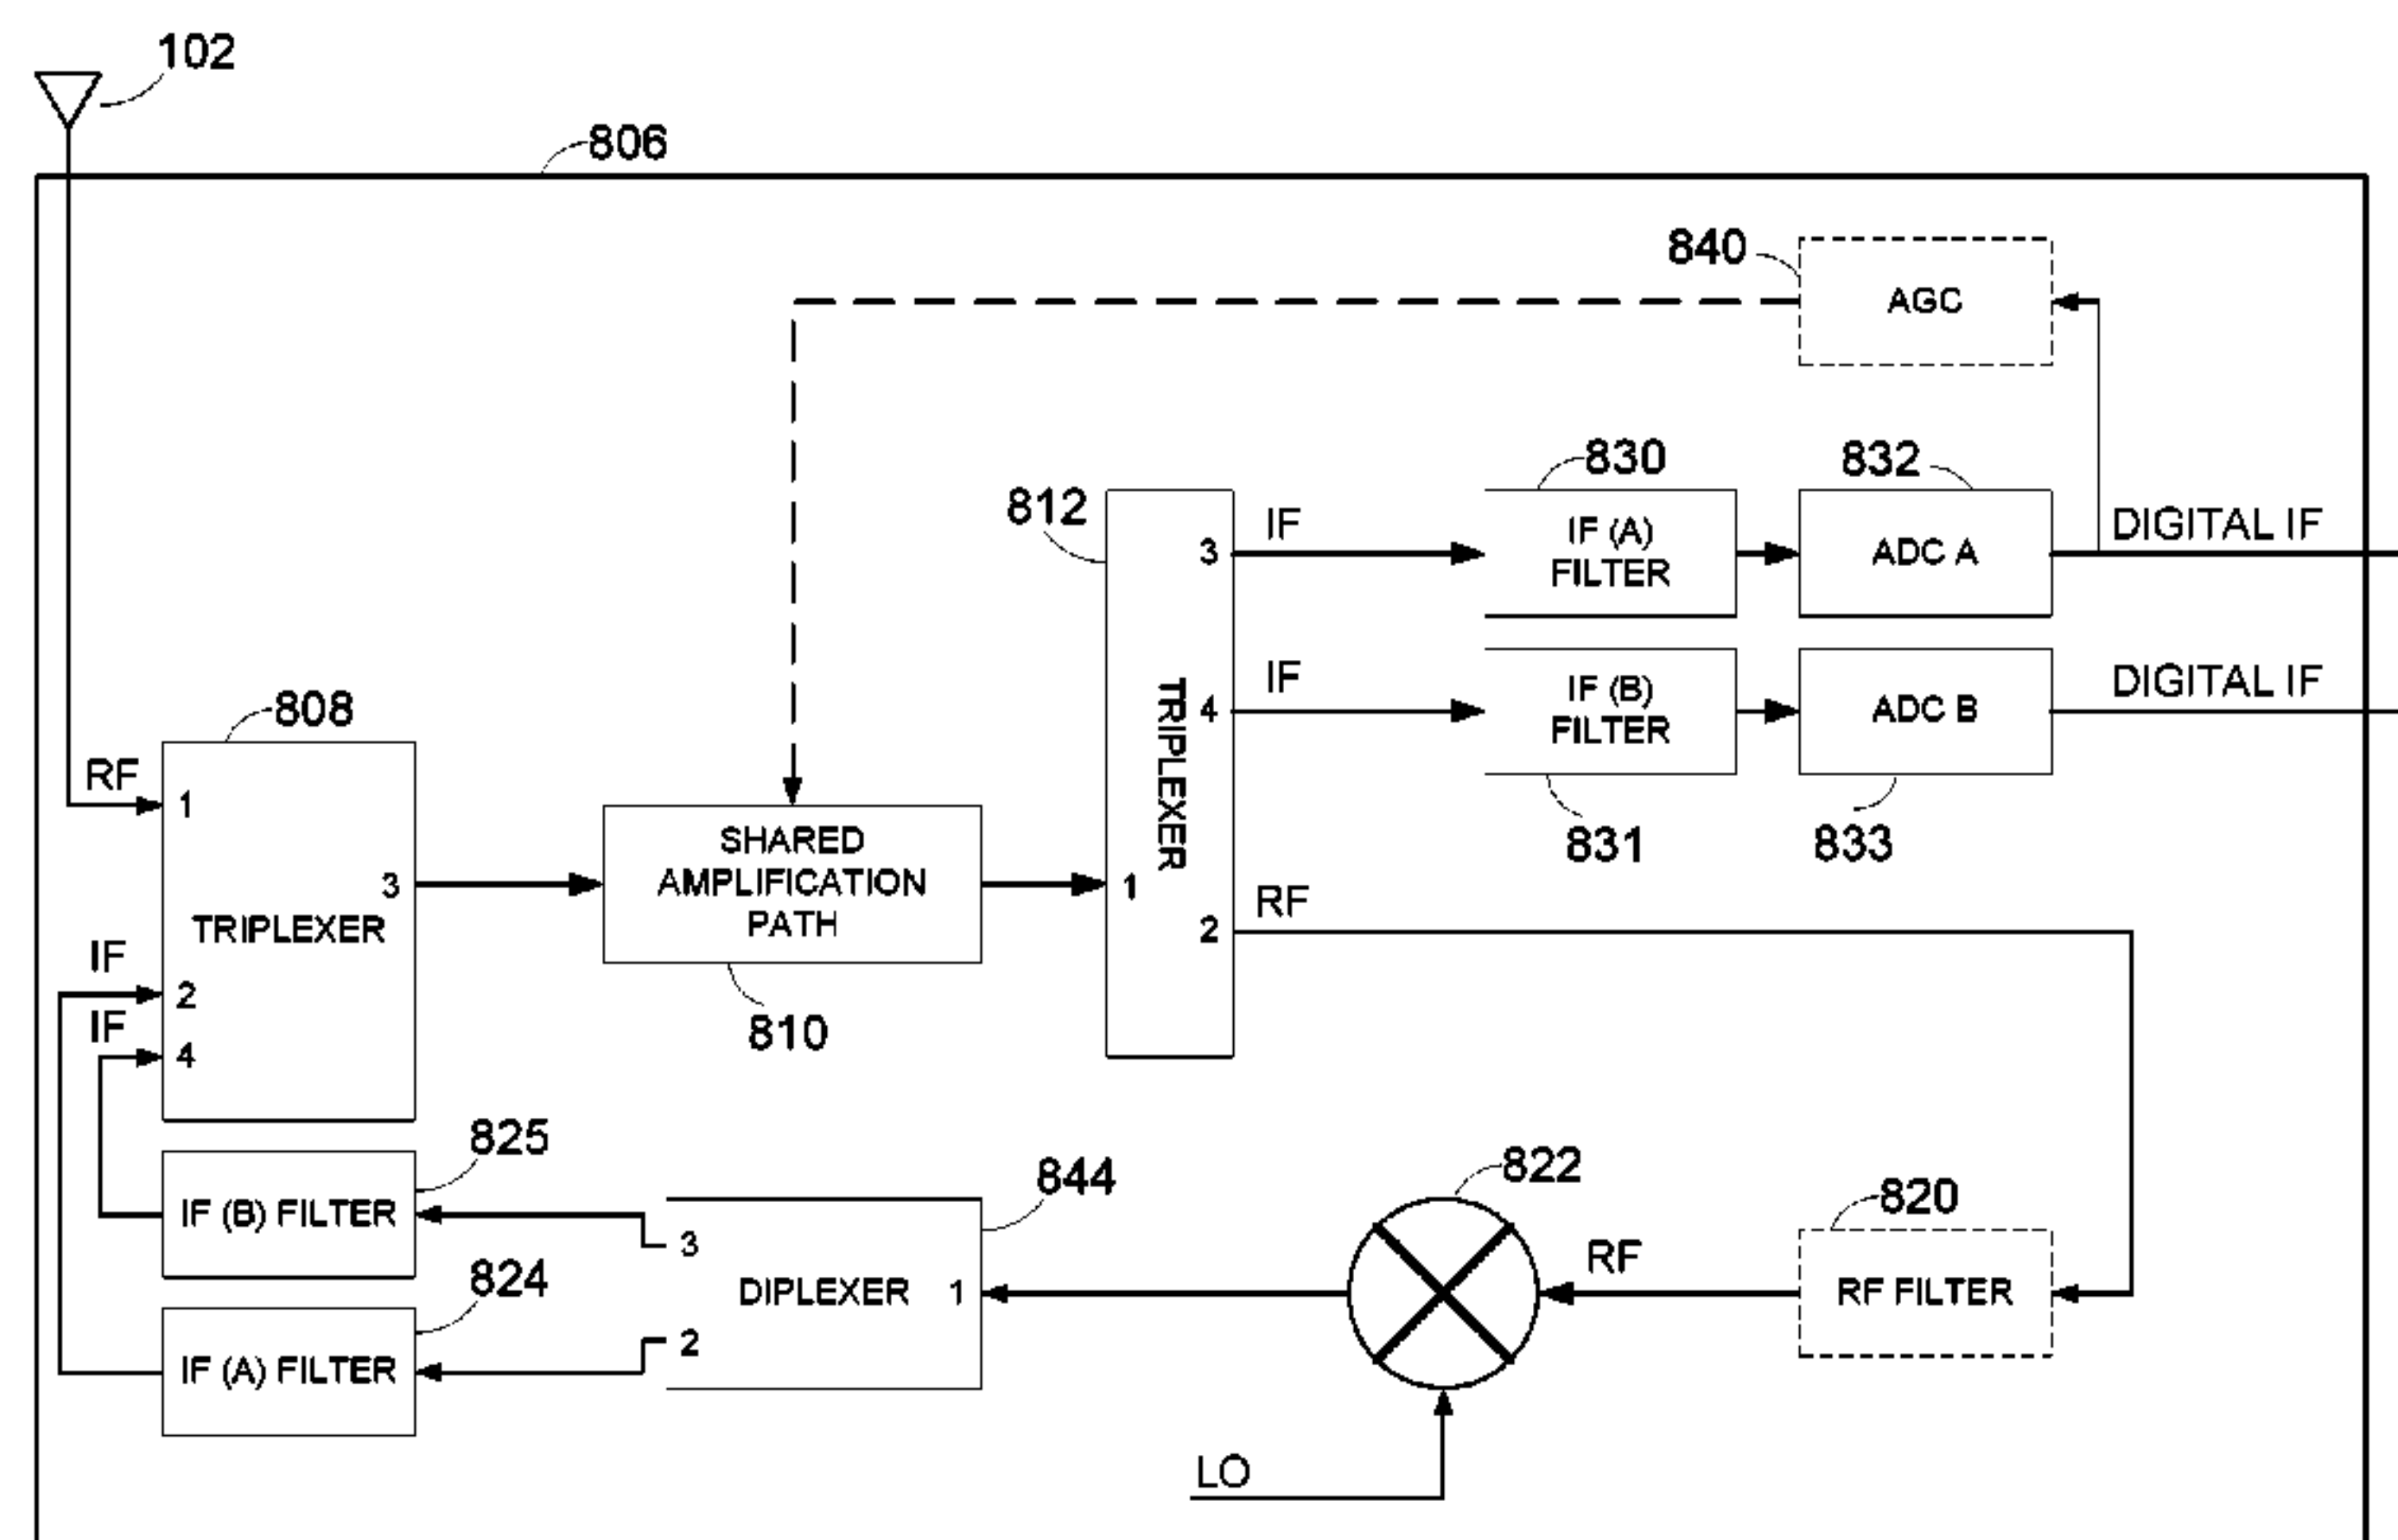 102
806
840
AGC
812
830
832
IF
3
IF (A)
FILTER
ADC A
DIGITAL IF
IF
4
IF (B)
FILTER
ADC B
DIGITAL IF
TRIPLEXER
831
833
808
RF
1
3
TRIPLEXER
IF
2
IF
4
SHARED
AMPLIFICATION
PATH
810
1
RF
2
825
IF (B) FILTER
824
IF (A) FILTER
844
3
DIPLEXER
1
2
822
RF
820
RF FILTER
LO